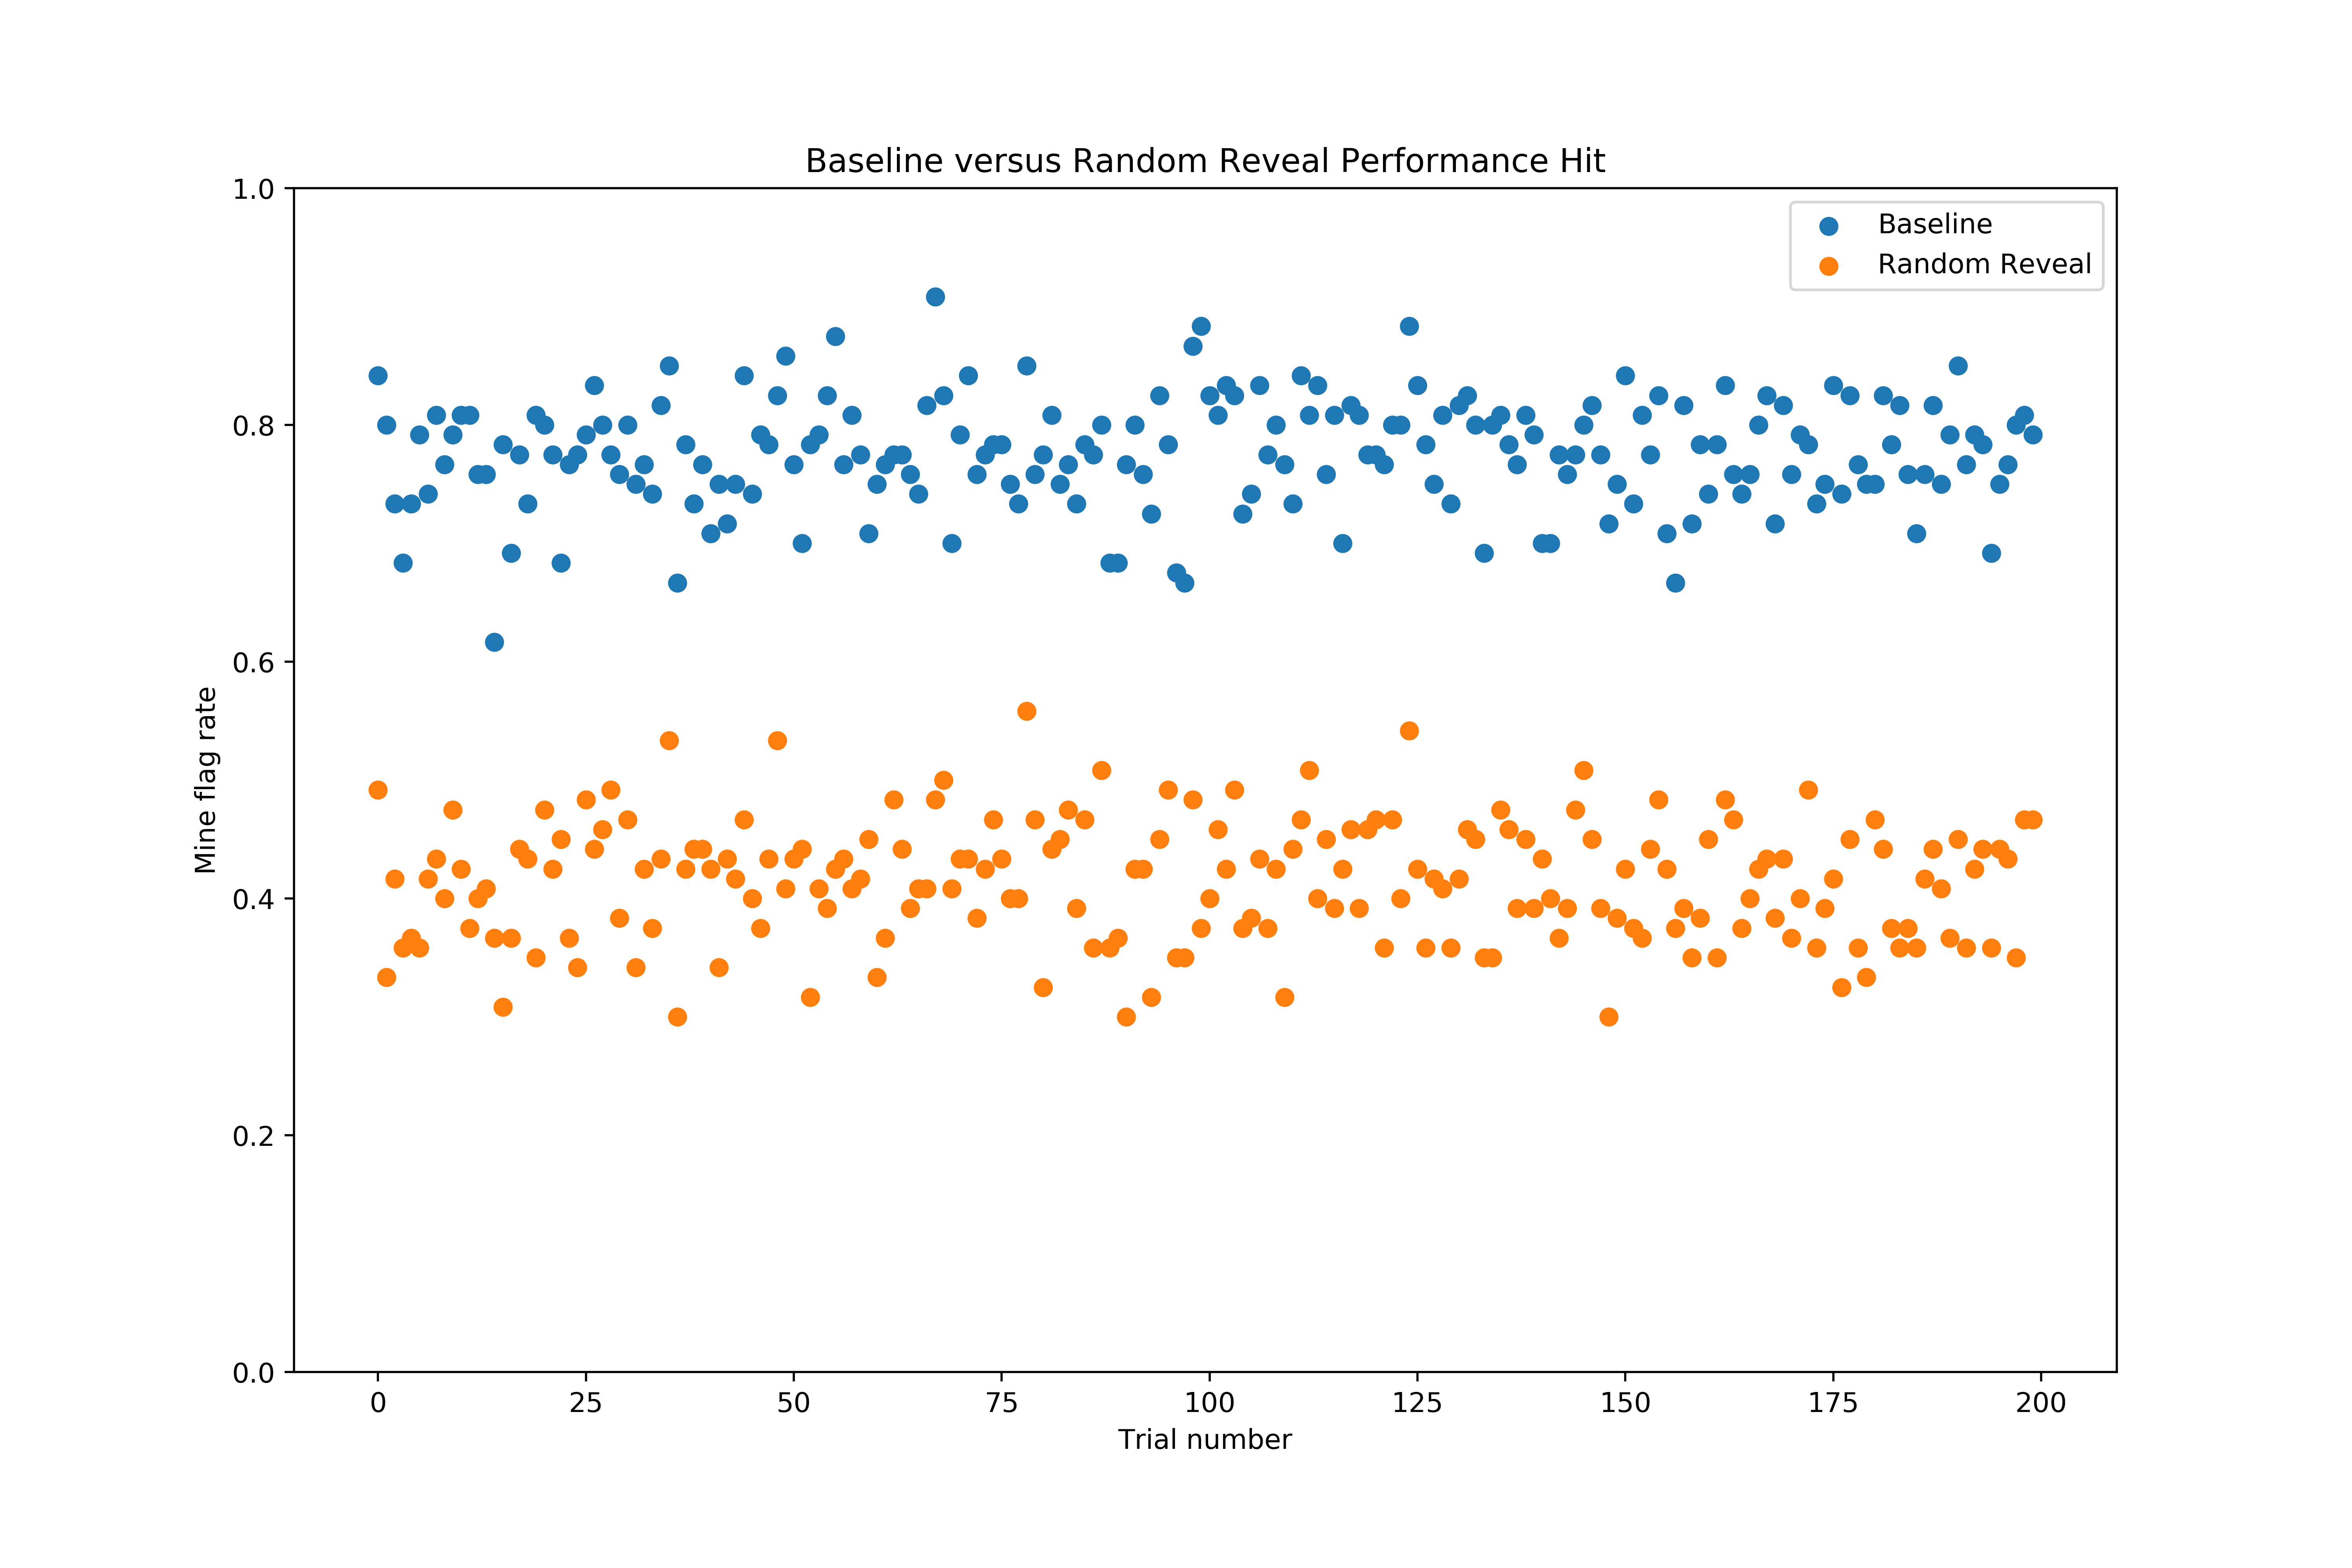 Baseline versus Random Reveal Performance Hit
1.0
0.8
0.6
0.4
0.2
0.0
Mine flag rate
Baseline
Random Reveal
0 25 50 75 100 125 150 175 200
Trial number